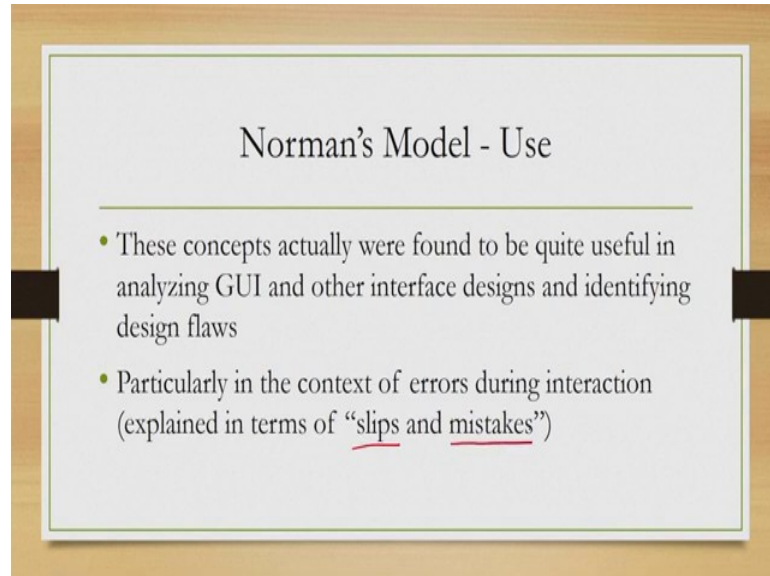 Norman's Model - Use
• These concepts actually were found to be quite useful in
analyzing GUI and other interface designs and identifying
design flaws
• Particularly in the context of errors during interaction
(explained in terms of “slips and mistakes”)